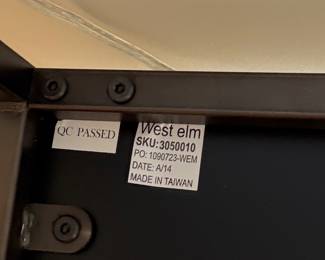 QC PASSED
West elm
SKU:3050010
PO: 1090723-WEM
DATE: A/14
MADE IN TAIWAN